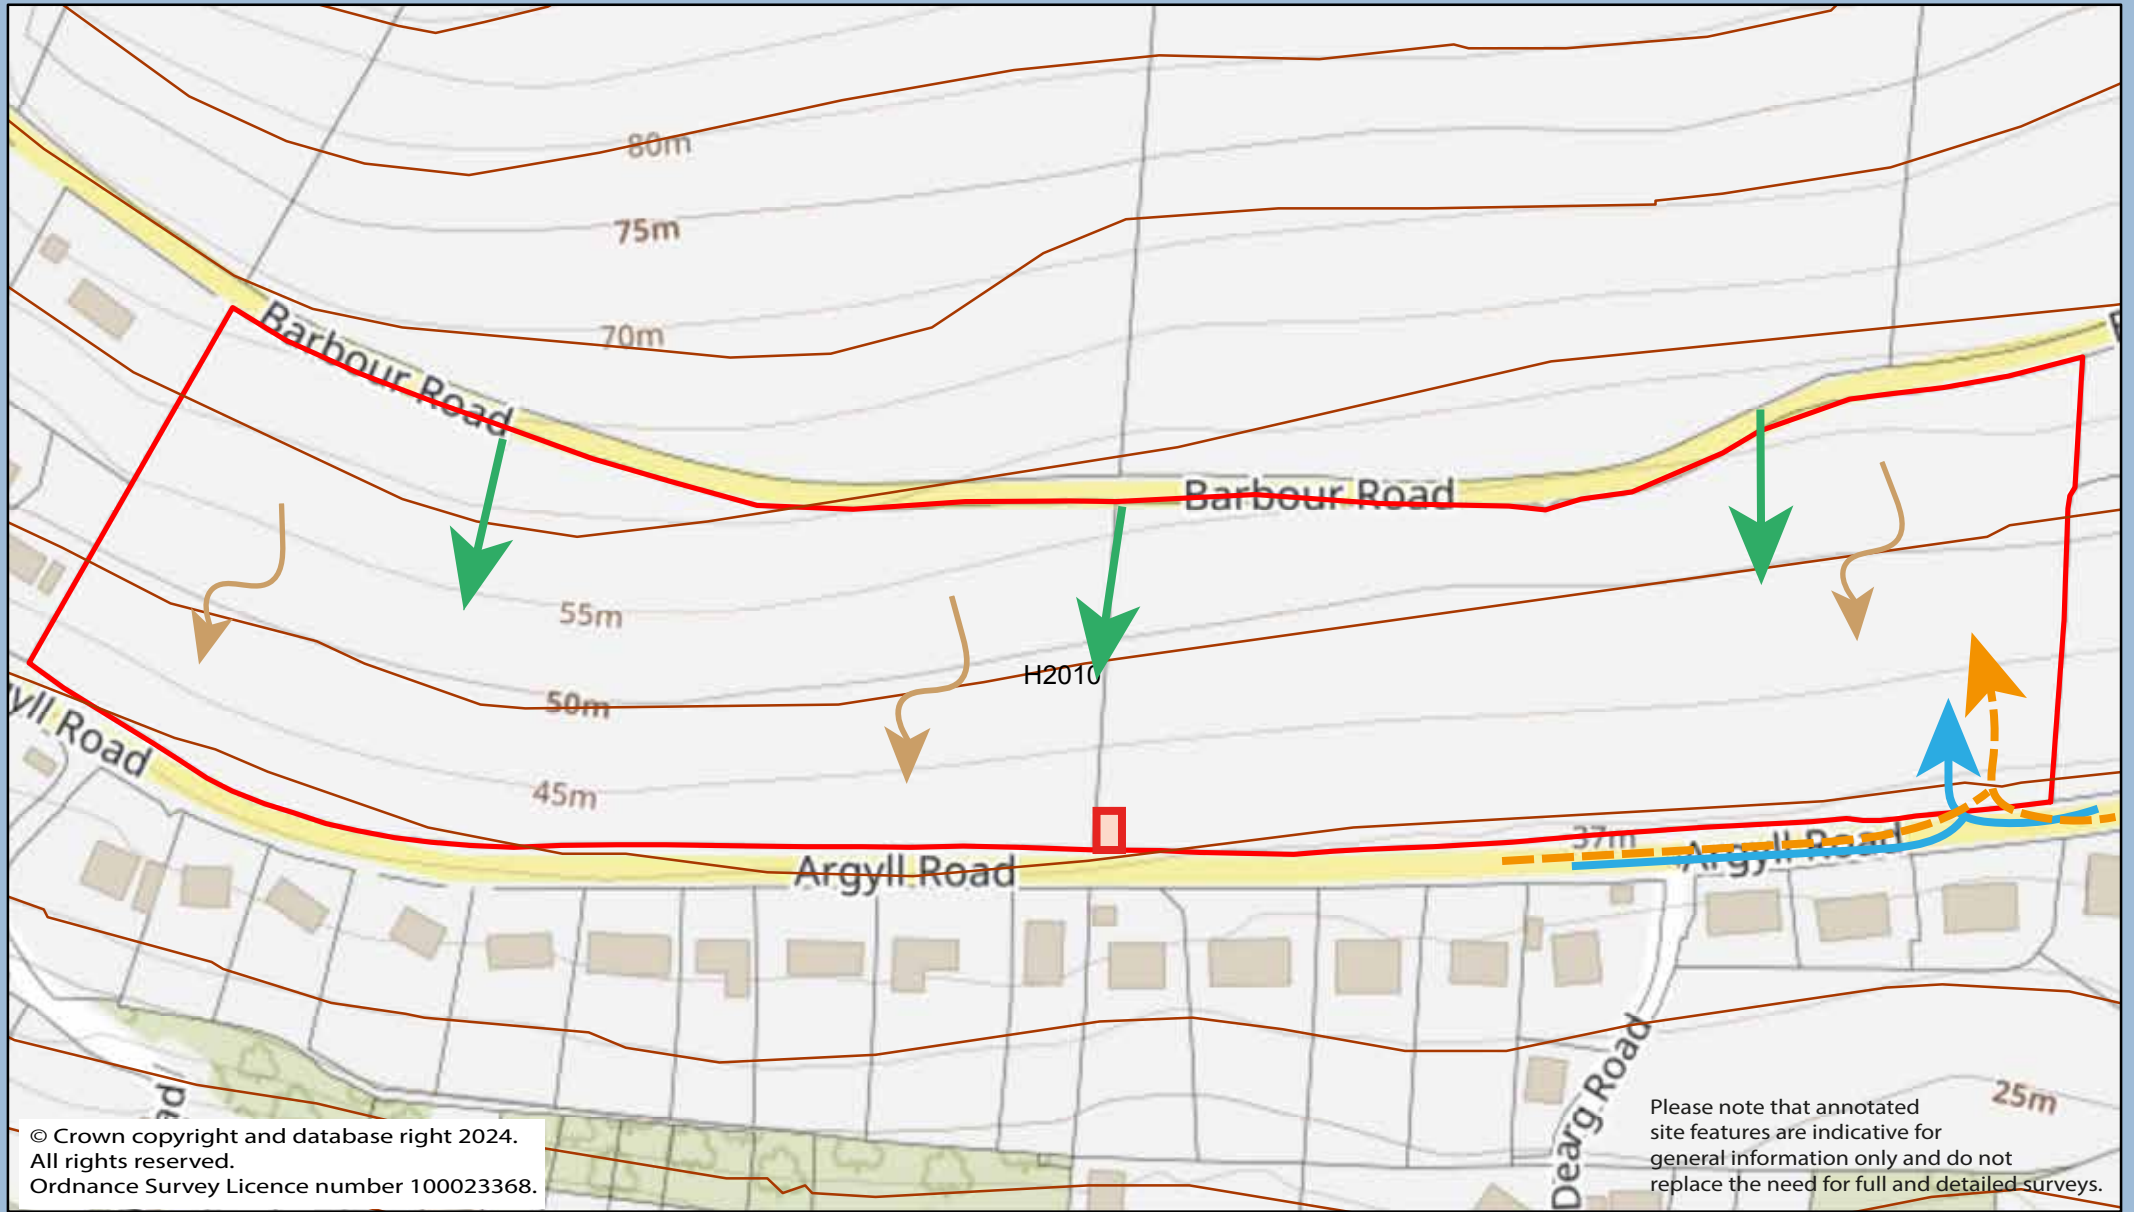 80m
75m
70m
Barbour Road
Barbour Road
55m
H2010
50m
yll Road
45m
37m
Argyll Road
Argyll Road
Dearg Road
25m
ad
Please note that annotated
site features are indicative for
general information only and do not
replace the need for full and detailed surveys.
© Crown copyright and database right 2024.
All rights reserved.
Ordnance Survey Licence number 100023368.